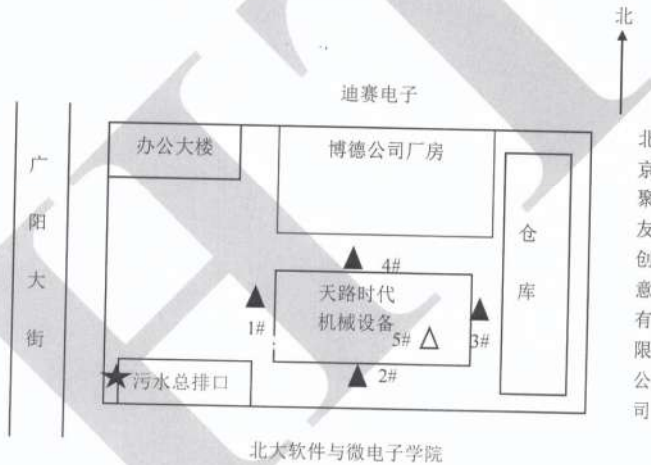 北
迪赛电子
办公大楼
博德公司厂房
广阳大街
仓库
北京聚友创意有限公司
4#
天路时代
机械设备
1#
5#
3#
污水总排口
2#
北大软件与微电子学院